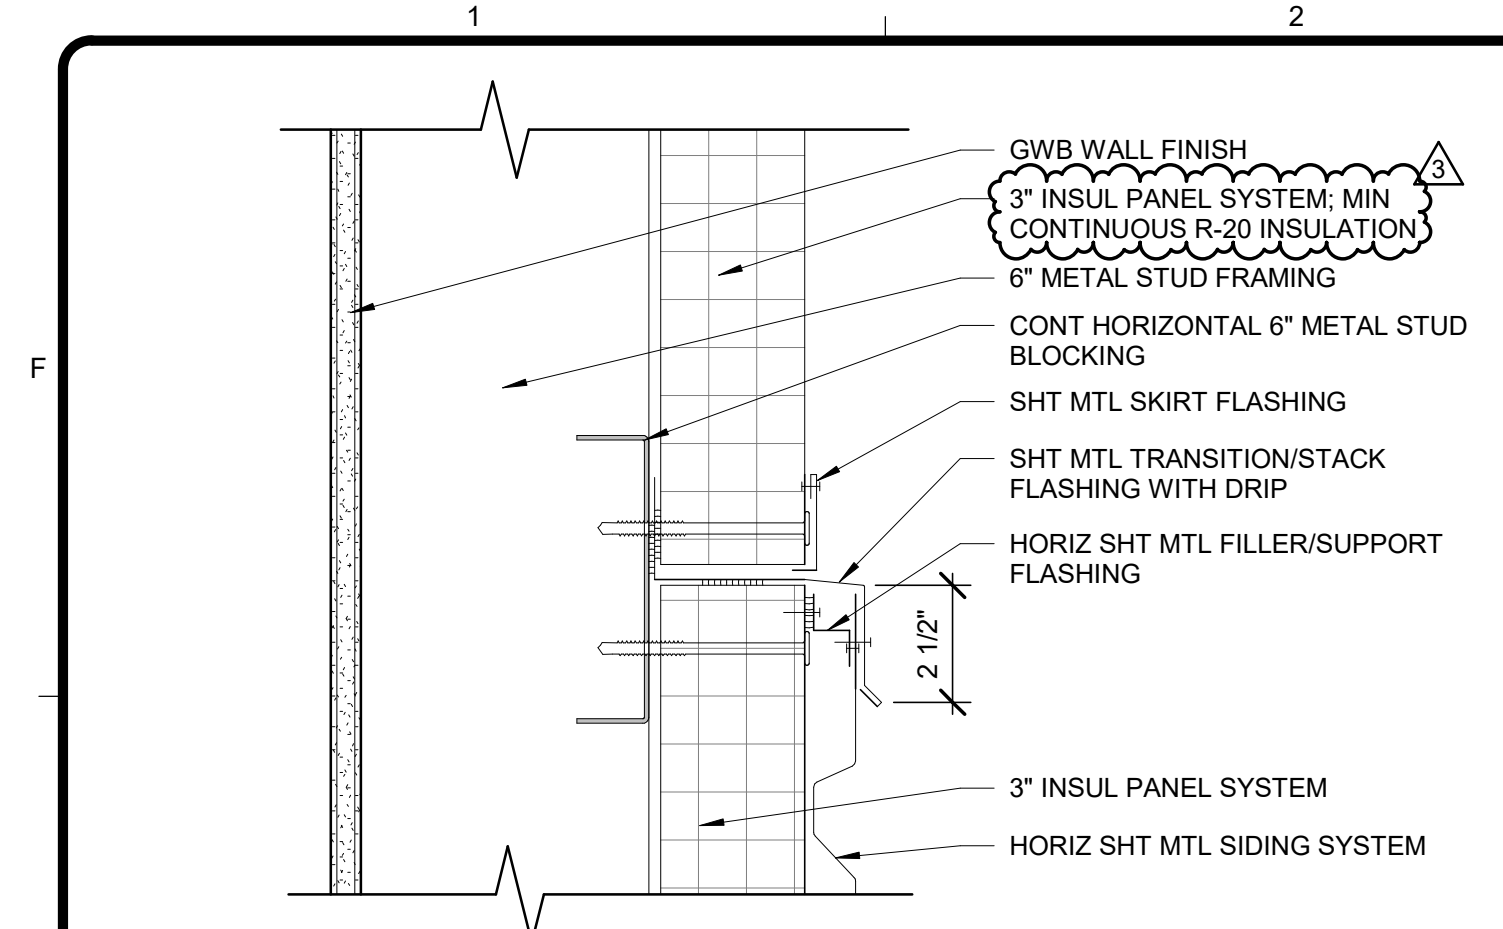 1
2
GWB WALL FINISH
3
3" INSUL PANEL SYSTEM; MIN
CONTINUOUS R-20 INSULATION
6" METAL STUD FRAMING
CONT HORIZONTAL 6" METAL STUD
BLOCKING
F
SHT MTL SKIRT FLASHING
SHT MTL TRANSITION/STACK
FLASHING WITH DRIP
HORIZ SHT MTL FILLER/SUPPORT
FLASHING
2 1/2"
3" INSUL PANEL SYSTEM
HORIZ SHT MTL SIDING SYSTEM